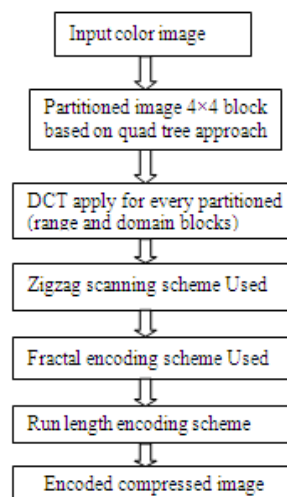 Input color image
Partitioned image 4×4 block
based on quad tree approach
DCT apply for every partitioned
(range and domain blocks)
Zigzag scanning scheme Used
Fractal encoding scheme Used
Run length encoding scheme
Encoded compressed image